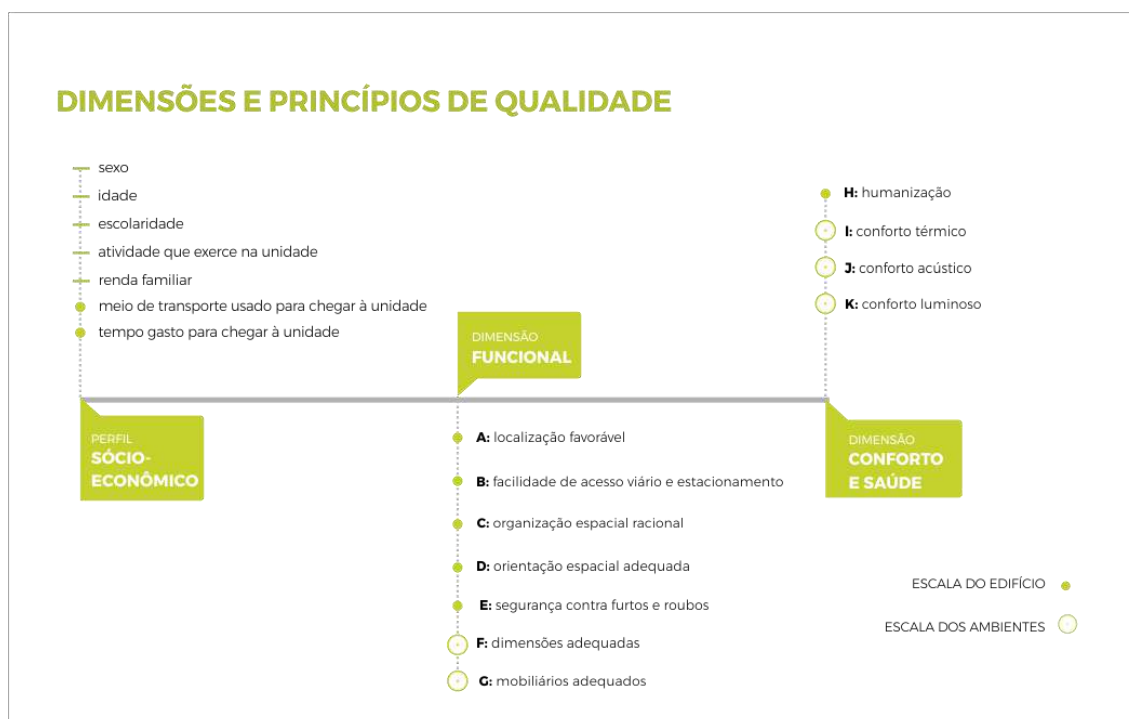 DIMENSÕES E PRINCÍPIOS DE QUALIDADE
sexo
idade
escolaridade
atividade que exerce na unidade
renda familiar
meio de transporte usado para chegar à unidade
tempo gasto para chegar à unidade
PERFIL
SÓCIO-
ECONÔMICO
DIMENSÃO
FUNCIONAL
A: localização favorável
B: facilidade de acesso viário e estacionamento
C: organização espacial racional
D: orientação espacial adequada
E: segurança contra furtos e roubos
F: dimensões adequadas
G: mobiliários adequados
H: humanização
I: conforto térmico
J: conforto acústico
K: conforto luminoso
DIMENSÃO
CONFORTO
E SAÚDE
ESCALA DO EDIFÍCIO
ESCALA DOS AMBIENTES